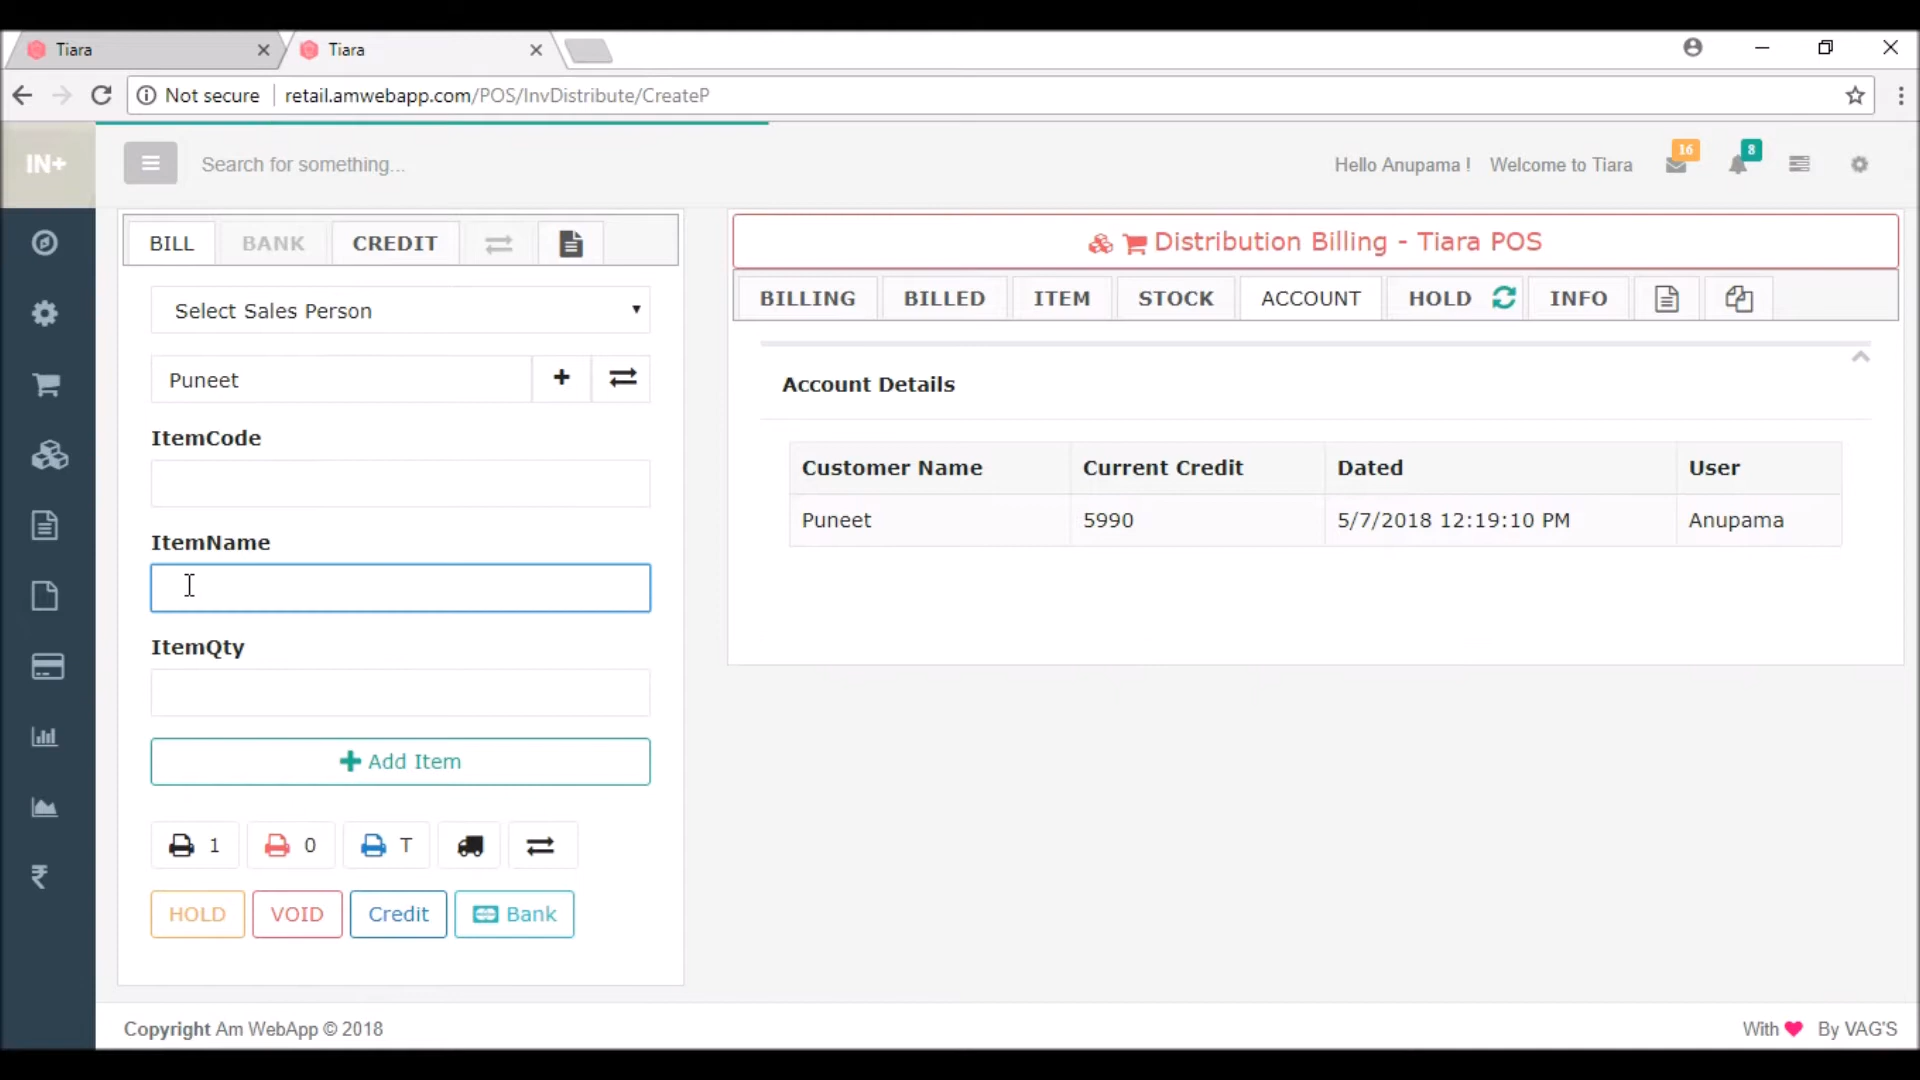 Tiara
Tiara
Not secure retail.amwebapp.com/POS/InvDistribute/CreateP
IN+
Search for something...
Hello Anupama ! Welcome to Tiara
16
8
BILL BANK CREDIT
Select Sales Person
Puneet
ItemCode
ItemName
ItemQty
Add Item
1 0 T
HOLD VOID Credit Bank
Distribution Billing - Tiara POS
BILLING BILLED ITEM STOCK ACCOUNT HOLD INFO
Account Details
Customer Name Current Credit Dated User
Puneet 5990 5/7/2018 12:19:10 PM Anupama
Copyright Am WebApp © 2018
With ♥ By VAG'S